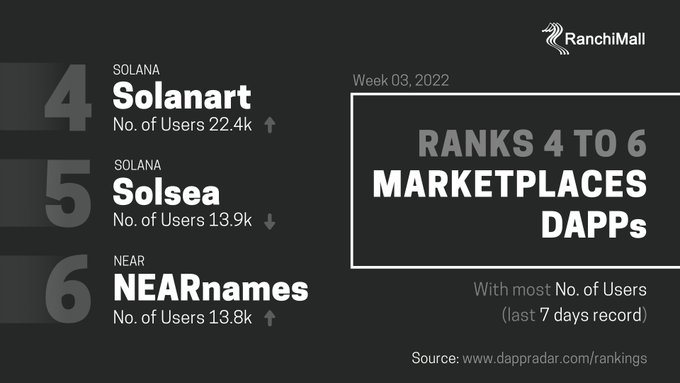 RanchiMall
4
SOLANA
Solanart
No. of Users 22.4k
5
SOLANA
Solsea
No. of Users 13.9k
6
NEAR
NEARnames
No. of Users 13.8k
Week 03, 2022
RANKS 4 TO 6
MARKETPLACES
DAPPs
With most No. of Users
(last 7 days record)
Source: www.dappradar.com/rankings